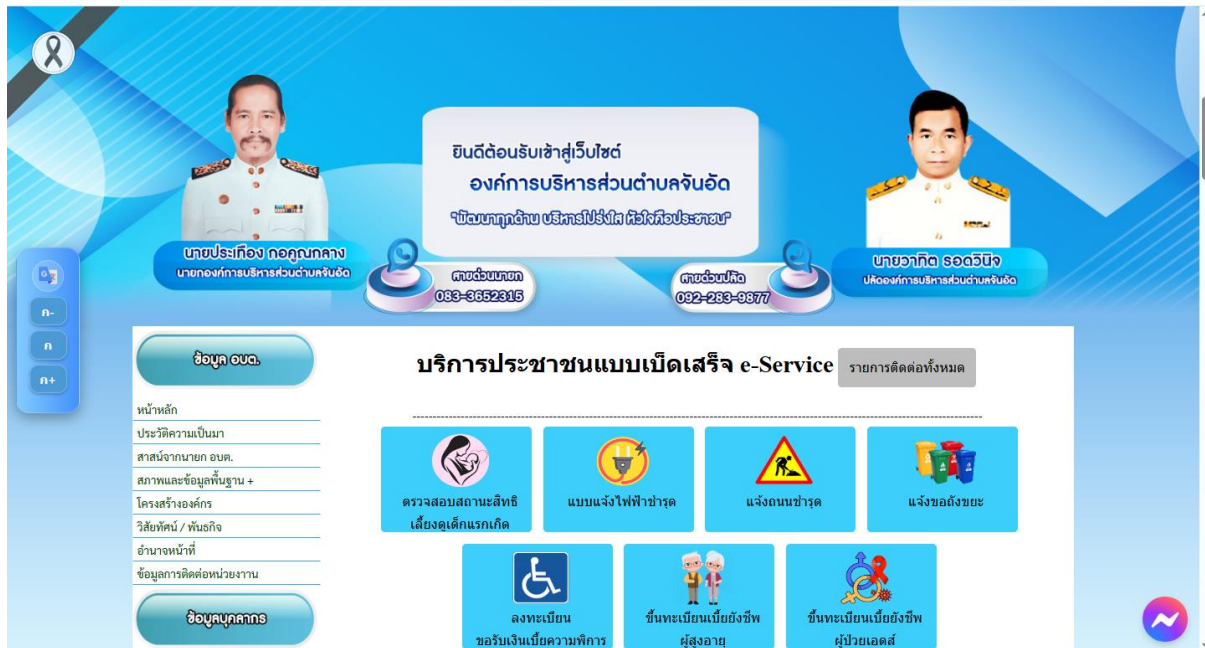 ยินดีต้อนรับเข้าสู่เว็บไซต์
องค์การบริหารส่วนตำบลจันอัด
"พัฒนาทุกด้าน บริหารโปร่งใส หัวใจคือประชาชน"
นายประเทือง กอคูณกลาง
นายกองค์การบริหารส่วนตำบลจันอัด
สายด่วนนายก
083-3652315
สายด่วนปลัด
092-283-9877
นายวาทิต รอดวินิจ
ปลัดองค์การบริหารส่วนตำบลจันอัด
ก-
ก
ก+
ข้อมูล อบต.
หน้าหลัก
ประวัติความเป็นมา
สาสน์จากนายก อบต.
สภาพและข้อมูลพื้นฐาน +
โครงสร้างองค์กร
วิสัยทัศน์ / พันธกิจ
อำนาจหน้าที่
ข้อมูลการติดต่อหน่วยงาน
ข้อมูลบุคลากร
บริการประชาชนแบบเบ็ดเสร็จ e-Service
รายการติดต่อทั้งหมด
ตรวจสอบสถานะสิทธิ
เลี้ยงดูเด็กแรกเกิด
แบบแจ้งไฟฟ้าชำรุด
แจ้งถนนชำรุด
แจ้งขอถังขยะ
ลงทะเบียน
ขอรับเงินเบี้ยความพิการ
ขึ้นทะเบียนเบี้ยยังชีพ
ผู้สูงอายุ
ขึ้นทะเบียนเบี้ยยังชีพ
ผู้ป่วยเอดส์